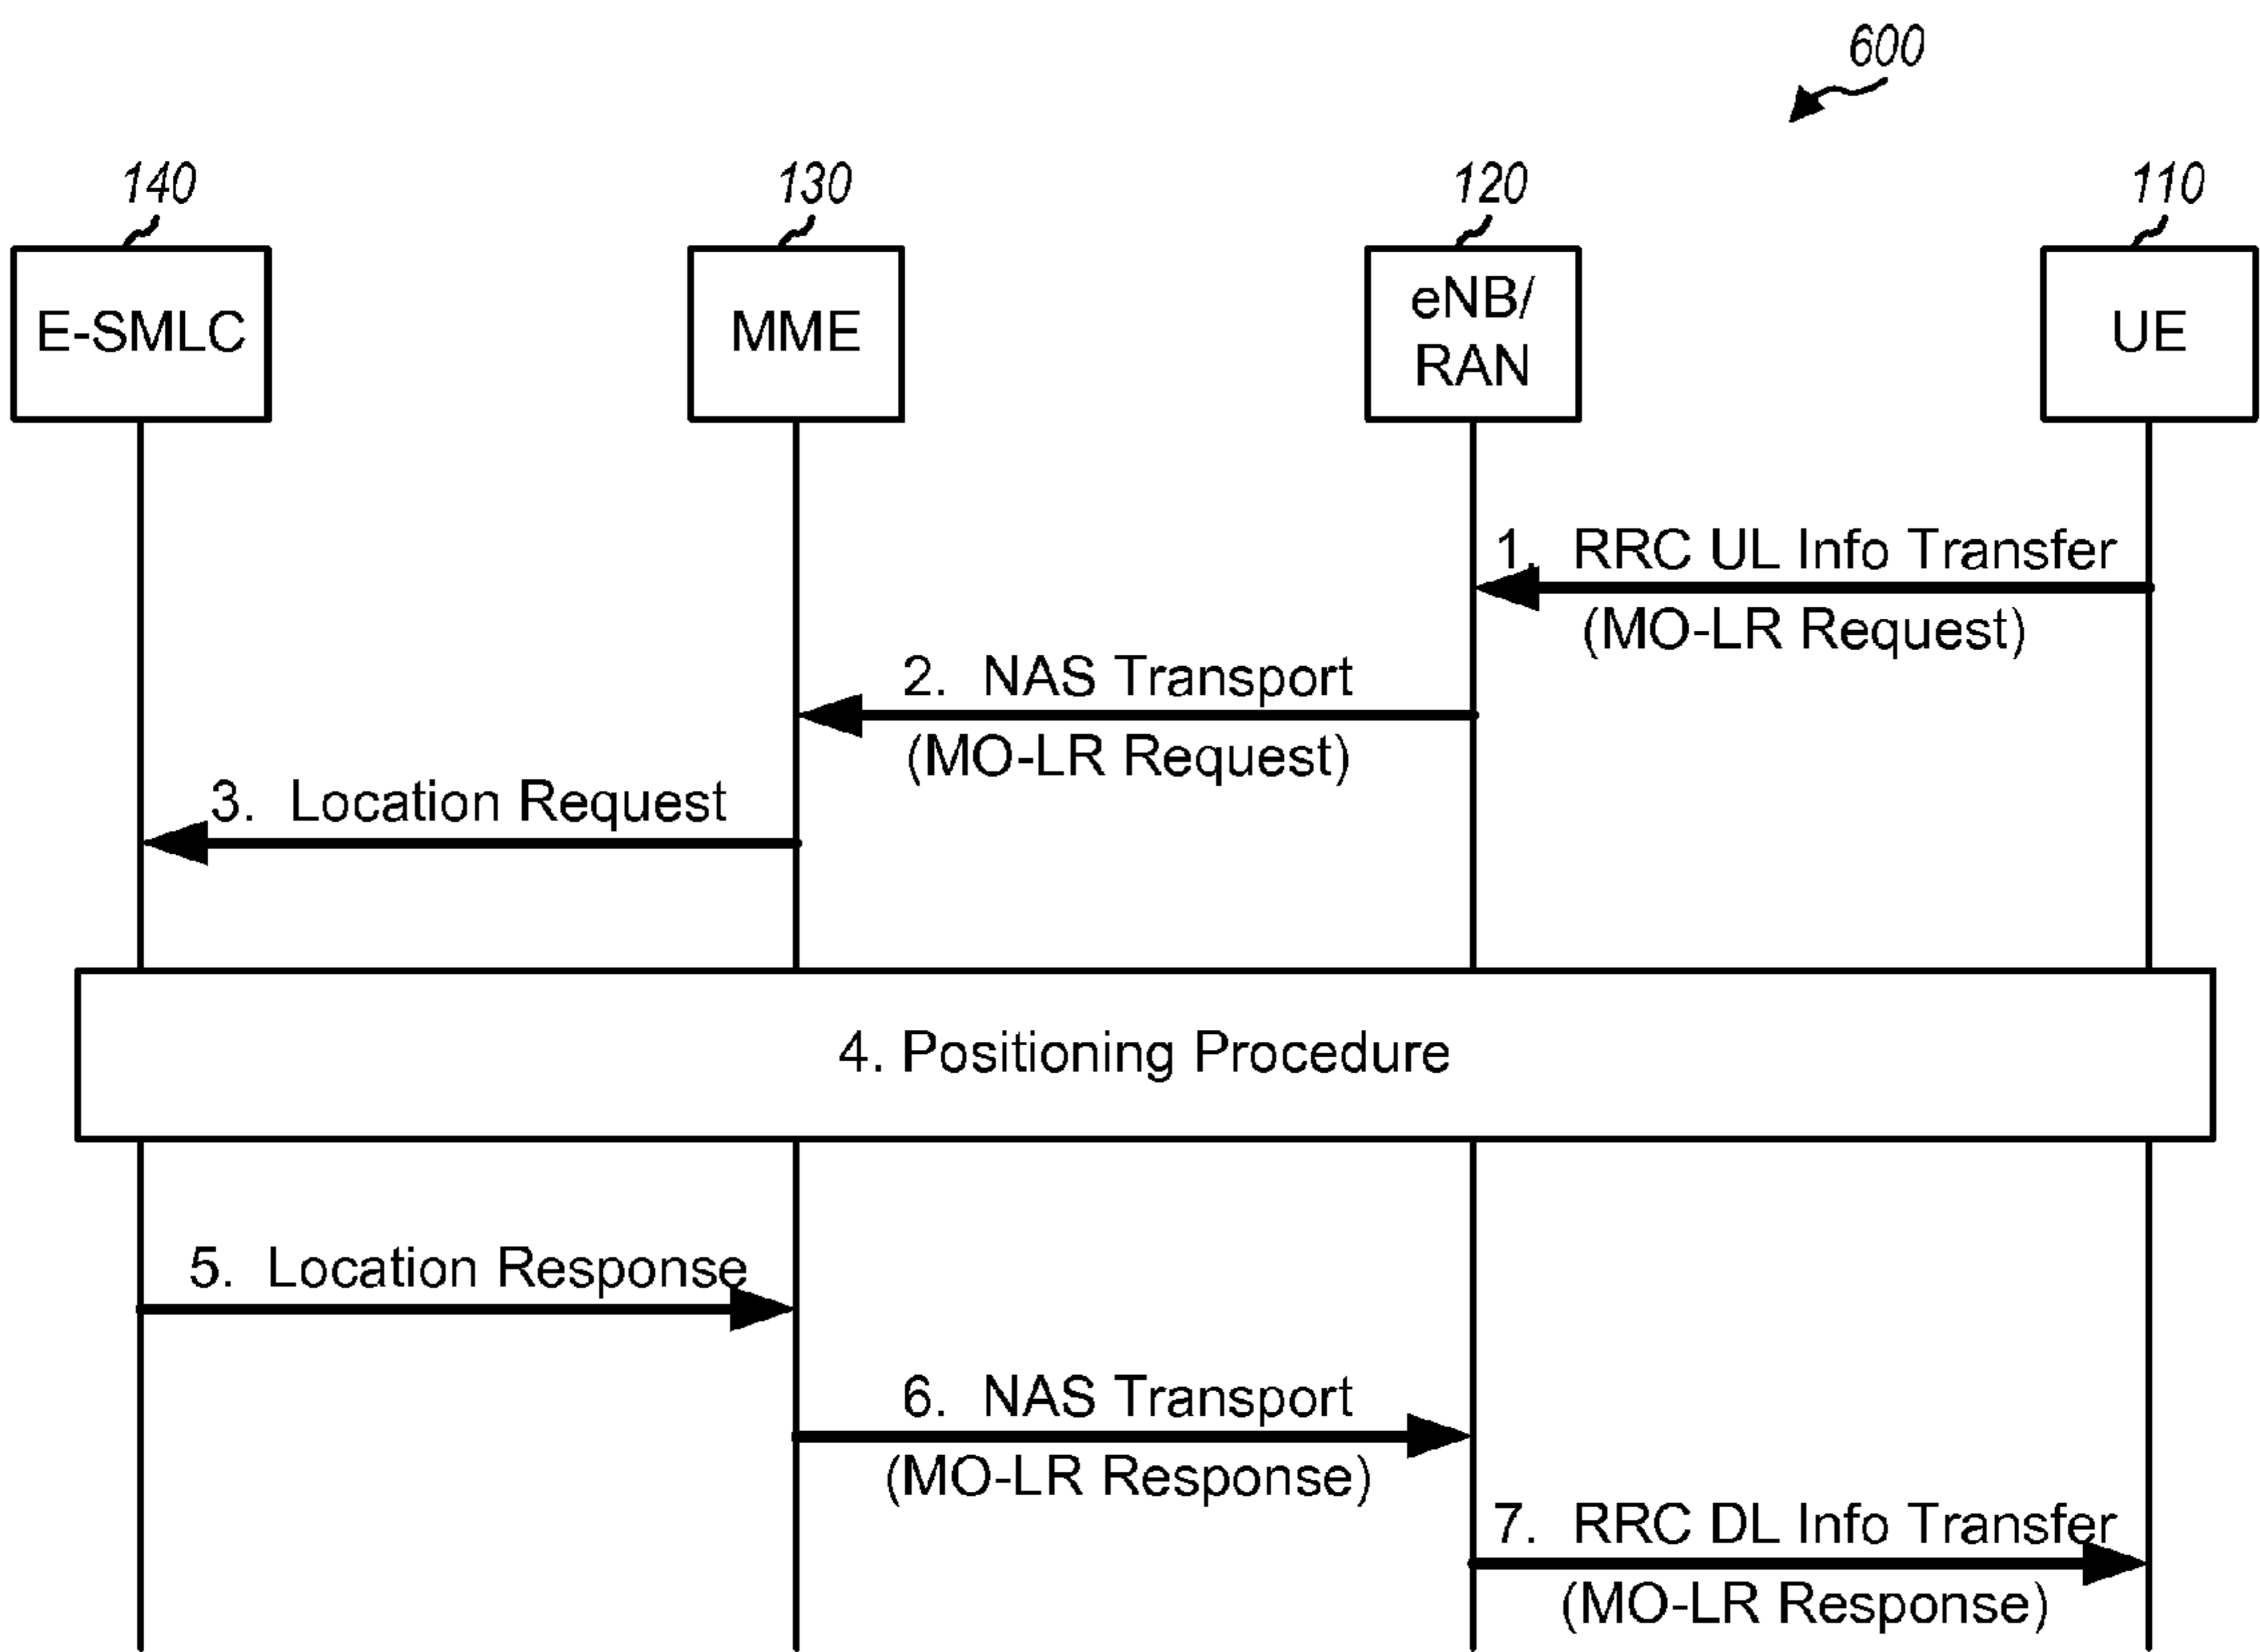 600
140
130
120
110
E-SMLC
MME
eNB/
RAN
UE
1. RRC UL Info Transfer
(MO-LR Request)
2. NAS Transport
(MO-LR Request)
3. Location Request
4. Positioning Procedure
5. Location Response
6. NAS Transport
(MO-LR Response)
7. RRC DL Info Transfer
(MO-LR Response)